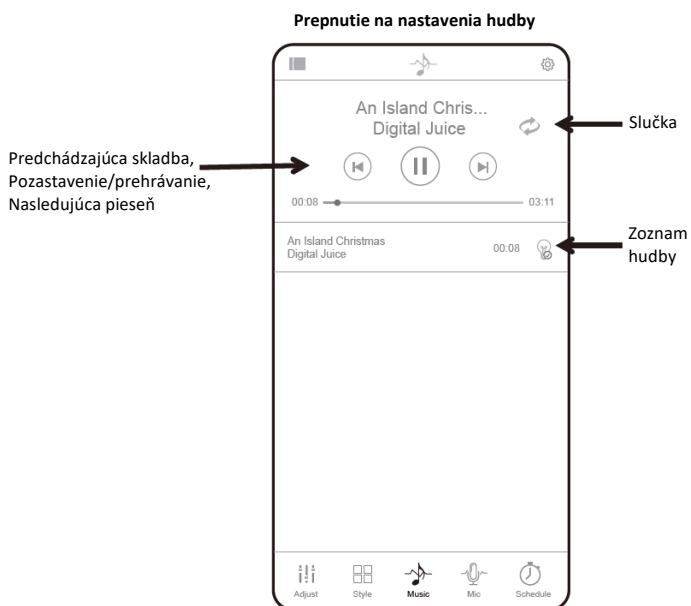 Prepnutie na nastavenia hudby
An Island Chris...
Digital Juice
Slučka
Predchádzajúca skladba,
Pozastavenie/prehrávanie,
Nasledujúca pieseň
00:08
03:11
An Island Christmas
Digital Juice
00:08
Zoznam
hudby
Adjust
Style
Music
Mic
Schedule